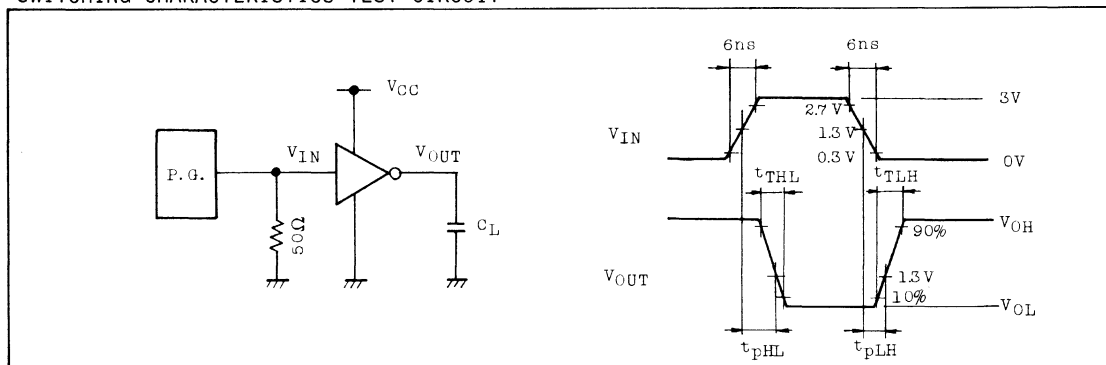 SWITCHING CHARACTERISTICS TEST CIRCUIT
P.G.
VIN
VCC
VOUT
50Ω
CL
6ns
6ns
VIN
2.7 V
1.3 V
0.3 V
3V
0V
tTHL
tTLH
VOUT
VOH
90%
1.3 V
10%
VOL
tpHL
tpLH